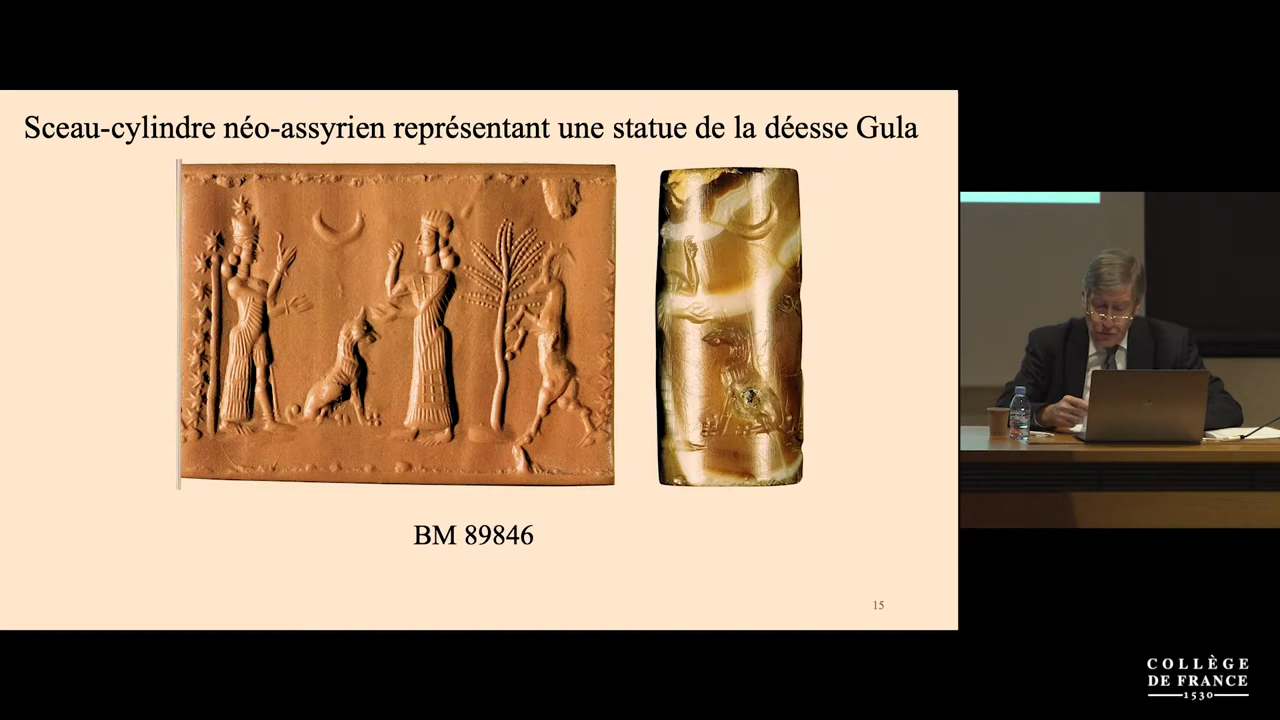 Sceau-cylindre néo-assyrien représentant une statue de la déesse Gula
BM 89846
15
COLLÈGE
DE FRANCE
1530